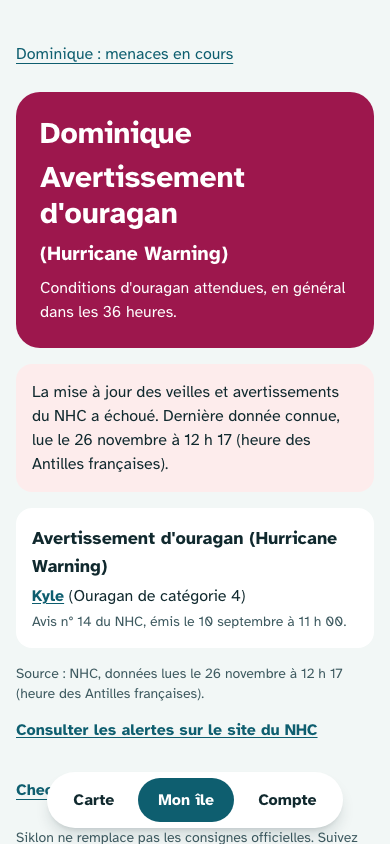 Dominique : menaces en cours
Dominique
Avertissement
d'ouragan
(Hurricane Warning)
Conditions d'ouragan attendues, en général
dans les 36 heures.
La mise à jour des veilles et avertissements
du NHC a échoué. Dernière donnée connue,
lue le 26 novembre à 12 h 17 (heure des
Antilles françaises).
Avertissement d'ouragan (Hurricane
Warning)
Kyle (Ouragan de catégorie 4)
Avis n° 14 du NHC, émis le 10 septembre à 11 h 00.
Source : NHC, données lues le 26 novembre à 12 h 17
(heure des Antilles françaises).
Consulter les alertes sur le site du NHC
Carte
Mon île
Compte
Siklon ne remplace pas les consignes officielles. Suivez